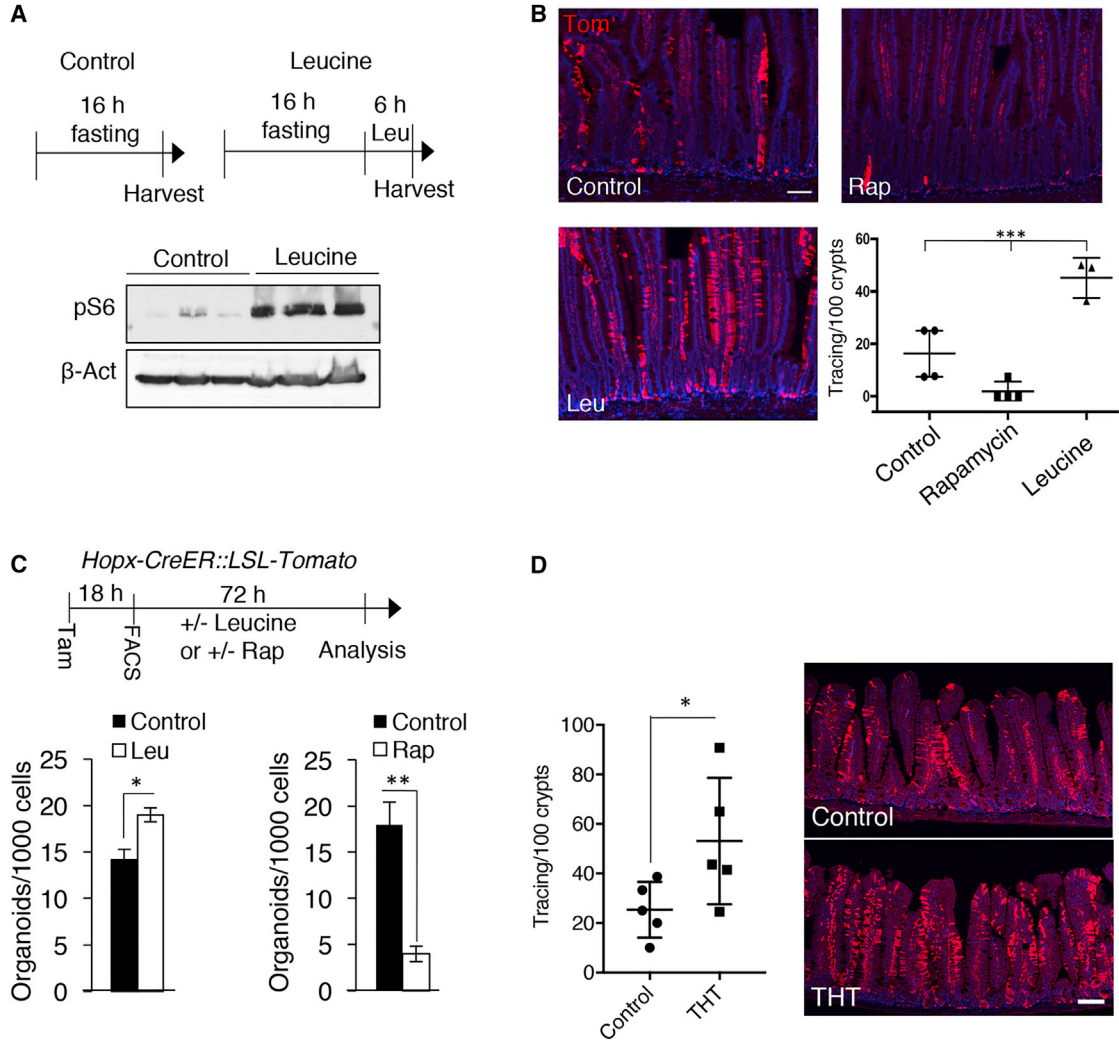 A
Control
Leucine
16 h
fasting
16 h
fasting
6 h
Leu
Harvest
Harvest
Control
Leucine
pS6
β-Act
B
Tom
Control
Rap
Leu
Tracing/100 crypts
60
40
20
0
***
Control
Rapamycin
Leucine
C
Hopx-CreER::LSL-Tomato
18 h
72 h
+/- Leucine
or +/- Rap
Tam
FACS
Analysis
Control
Leu
Organoids/1000 cells
25
20
15
10
5
0
*
Control
Rap
Organoids/1000 cells
25
20
15
10
5
0
**
D
Tracing/100 crypts
100
80
60
40
20
0
*
Control
THT
Control
THT